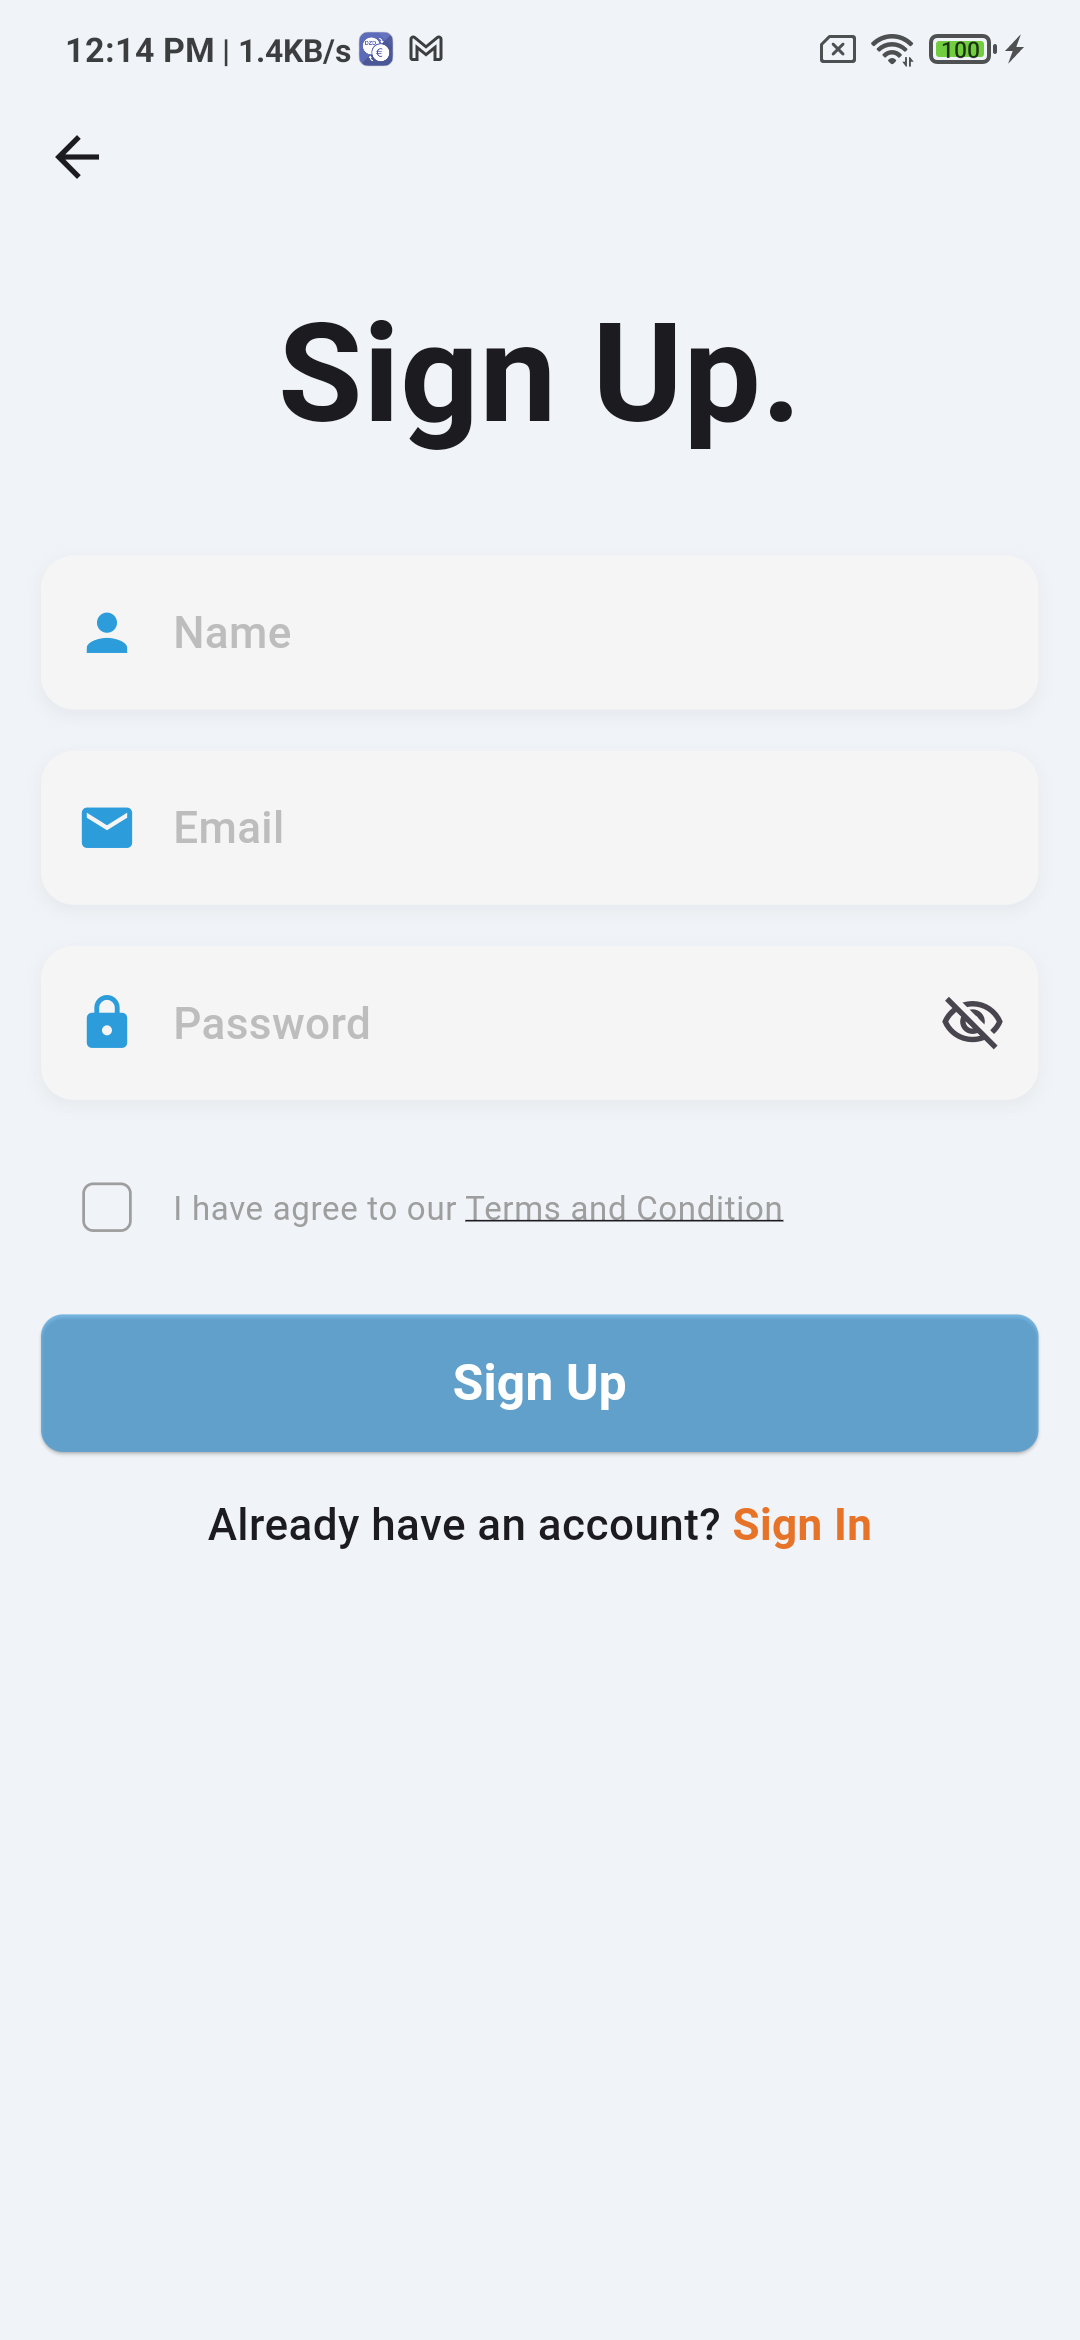 12:14 PM | 1.4KB/s
100
Sign Up.
Name
Email
Password
I have agree to our Terms and Condition
Sign Up
Already have an account? Sign In